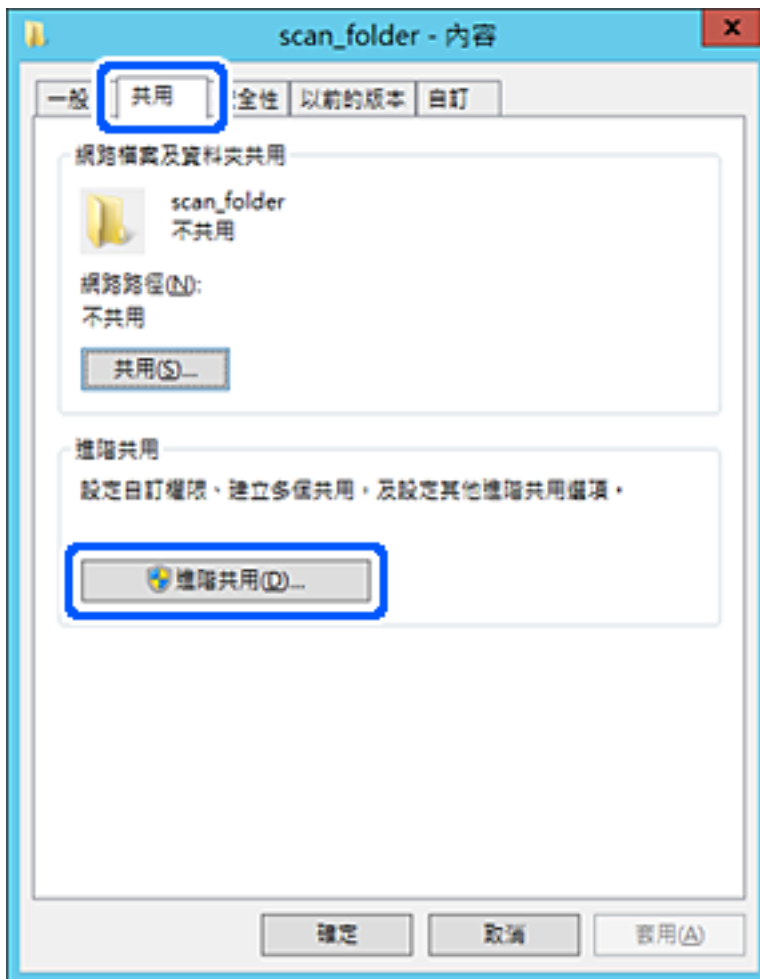 scan_folder - 內容
x
一般 共用 全性 以前的版本 自訂
網路檔案及資料夾共用
scan_folder
不共用
網路路徑(N):
不共用
共用(S)...
進階共用
設定自訂權限、建立多個共用，及設定其他進階共用選項。
進階共用(D)...
確定 取消 套用(A)